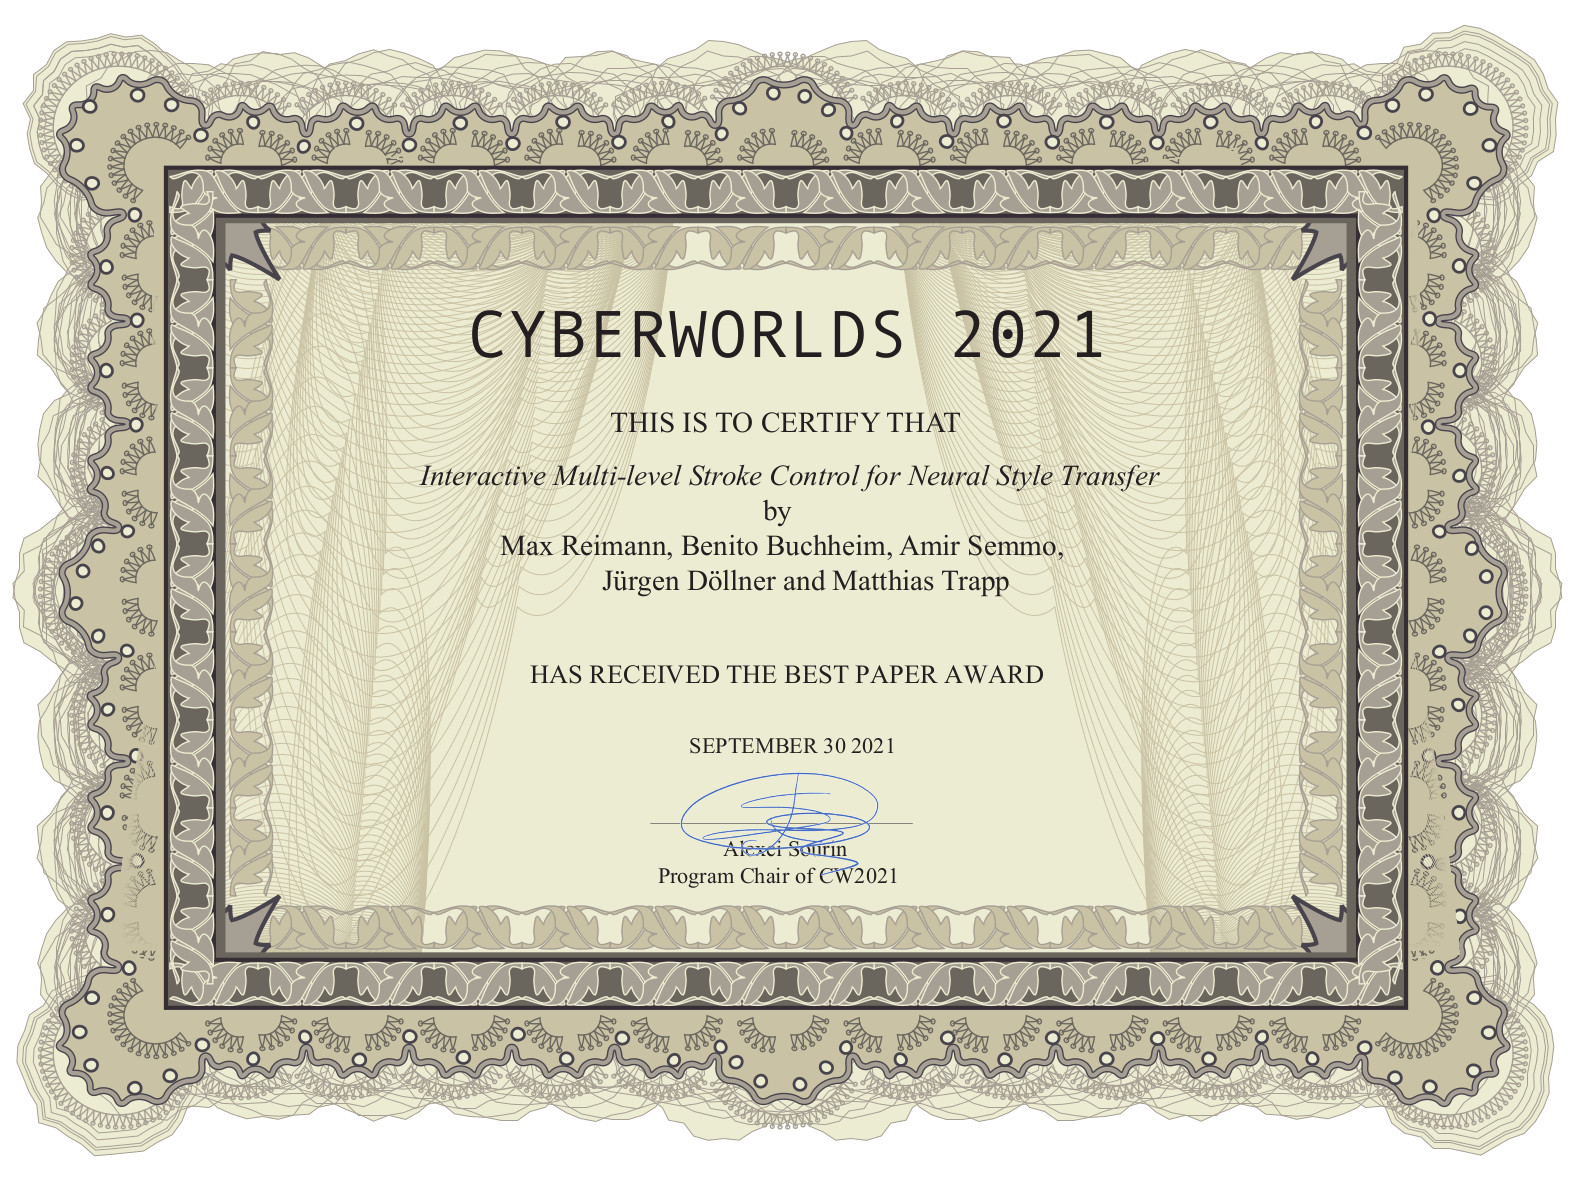 CYBERWORLDS 2021
THIS IS TO CERTIFY THAT
Interactive Multi-level Stroke Control for Neural Style Transfer
by
Max Reimann, Benito Buchheim, Amir Semmo,
Jürgen Döllner and Matthias Trapp
HAS RECEIVED THE BEST PAPER AWARD
SEPTEMBER 30 2021
Alexei Sourin
Program Chair of CW2021